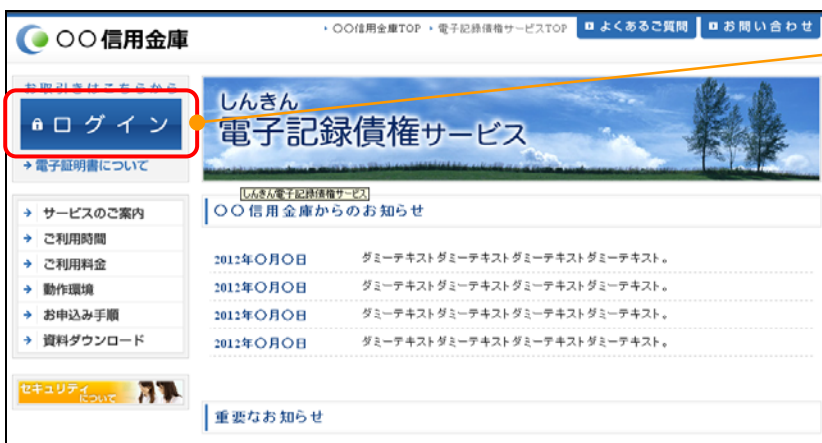 〇〇信用金庫
・〇〇信用金庫TOP ・電子記録債権サービスTOP
よくあるご質問
お問い合わせ
お取引きはこちらから
ログイン
電子証明書について
しんきん
電子記録債権サービス
しんきん電子記録債権サービス
サービスのご案内
ご利用時間
ご利用料金
動作環境
お申込み手順
資料ダウンロード
セキュリティ
について
〇〇信用金庫からのお知らせ
2012年〇月〇日 ダミーテキストダミーテキストダミーテキストダミーテキスト。
2012年〇月〇日 ダミーテキストダミーテキストダミーテキストダミーテキスト。
2012年〇月〇日 ダミーテキストダミーテキストダミーテキストダミーテキスト。
2012年〇月〇日 ダミーテキストダミーテキストダミーテキストダミーテキスト。
重要なお知らせ